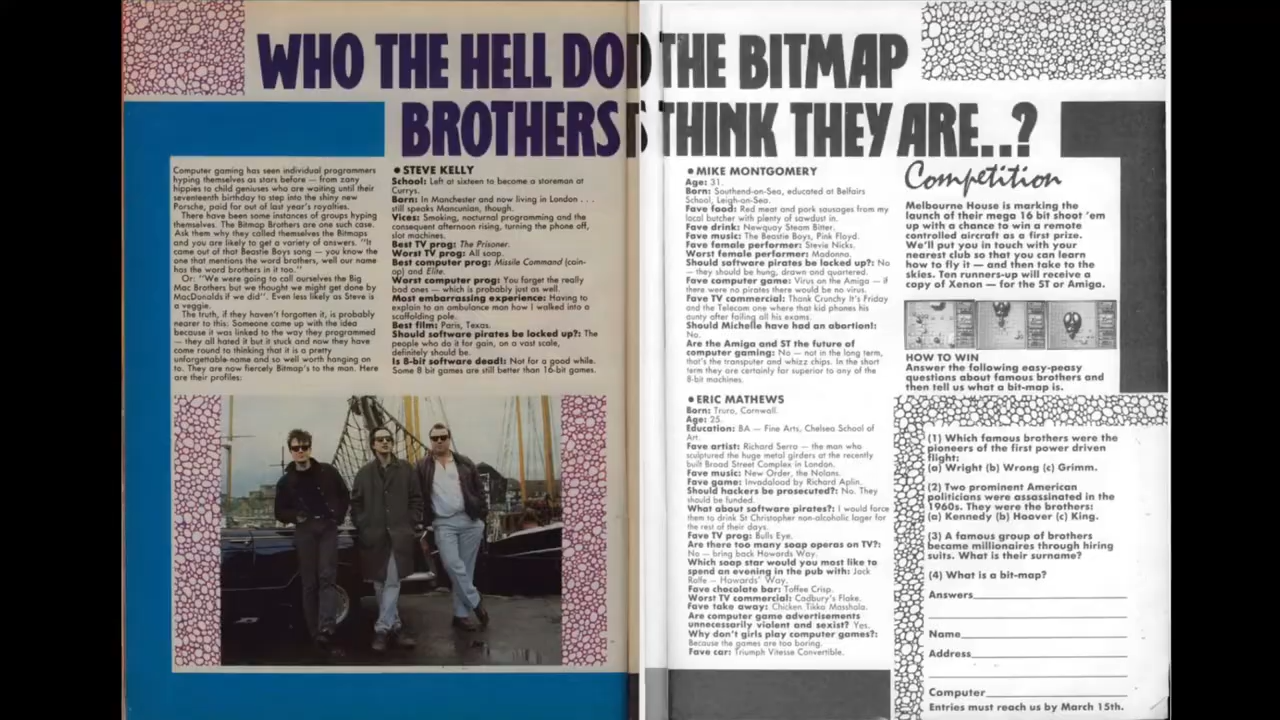 WHO THE HELL DO THE BITMAP
BROTHERS THINK THEY ARE..?
Computer gaming has seen individual programmers
hyping themselves as stars before — from zany
hippies to child geniuses who are waiting until their
seventeenth birthday to step into the shiny new
Porsche, paid for out of last year's royalties.
There have been some instances of groups hyping
themselves. The Bitmap Brothers are one such case.
Ask them why they called themselves the Bitmaps
and you are likely to get a variety of answers. "It
came out of that Beastie Boys song — you know the
one that mentions the word brothers, well our name
has the word brothers in it too."
Or: "We were going to call ourselves the Big
Mac Brothers but we thought we might get done by
MacDonalds if we did". Even less likely as Steve is
a veggie.
The truth, if they haven't forgotten it, is probably
nearer to this: Someone came up with the idea
because it was linked to the way they programmed
— they all hated it but it stuck and now they have
come round to thinking that it is a pretty
unforgettable name and so well worth hanging on
to. They are now fiercely Bitmap's to the man. Here
are their profiles:
● STEVE KELLY
School: Left at sixteen to become a storeman at
Currys.
Born: In Manchester and now living in London . . .
still speaks Mancunian, though.
Vices: Smoking, nocturnal programming and the
consequent afternoon rising, turning the phone off,
slot machines.
Best TV prog: The Prisoner.
Worst TV prog: All soap.
Best computer prog: Missile Command (coin-
op) and Elite.
Worst computer prog: You forget the really
bad ones — which is probably just as well.
Most embarrassing experience: Having to
explain to an ambulance man how I walked into a
scaffolding pole.
Best film: Paris, Texas.
Should software pirates be locked up?: The
people who do it for gain, on a vast scale,
definitely should be.
Is 8-bit software dead!: Not for a good while.
Some 8 bit games are still better than 16-bit games.
● MIKE MONTGOMERY
Age: 31.
Born: Southend-on-Sea, educated at Belfairs
School, Leigh-on-Sea.
Fave food: Red meat and pork sausages from my
local butcher with plenty of sawdust in.
Fave drink: Newquay Steam Bitter.
Fave music: The Beastie Boys, Pink Floyd.
Fave female performer: Stevie Nicks.
Worst female performer: Madonna.
Should software pirates be locked up?: No
— they should be hung, drawn and quartered.
Fave computer game: Virus on the Amiga — if
there were no pirates there would be no virus.
Fave TV commercial: Thank Crunchy It's Friday
and the Telecom one where that kid phones his
aunty after failing all his exams.
Should Michelle have had an abortion!:
No.
Are the Amiga and ST the future of
computer gaming: No — not in the long term,
that's the transputer and whizz chips. In the short
term they are certainly far superior to any of the
8-bit machines.
● ERIC MATHEWS
Born: Truro, Cornwall.
Age: 25.
Education: BA — Fine Arts, Chelsea School of
Art.
Fave artist: Richard Serra — the man who
sculptured the huge metal girders at the recently
built Broad Street Complex in London.
Fave music: New Order, the Nolans.
Fave game: Invadaload by Richard Aplin.
Should hackers be prosecuted?: No. They
should be funded.
What about software pirates?: I would force
them to drink St Christopher non-alcoholic lager for
the rest of their days.
Fave TV prog: Bulls Eye.
Are there too many soap operas on TV?:
No — bring back Howards Way.
Which soap star would you most like to
spend an evening in the pub with: Jack
Rolfe — Howards' Way.
Fave chocolate bar: Toffee Crisp.
Worst TV commercial: Cadbury's Flake.
Fave take away: Chicken Tikka Masshala.
Are computer game advertisements
unnecessarily violent and sexist? Yes.
Why don't girls play computer games?:
Because the games are too boring.
Fave car: Triumph Vitesse Convertible.
Competition
Melbourne House is marking the
launch of their mega 16 bit shoot 'em
up with a chance to win a remote
controlled aircraft as a first prize.
We'll put you in touch with your
nearest club so that you can learn
how to fly it — and then take to the
skies. Ten runners-up will receive a
copy of Xenon — for the ST or Amiga.
HOW TO WIN
Answer the following easy-peasy
questions about famous brothers and
then tell us what a bit-map is.
(1) Which famous brothers were the
pioneers of the first power driven
flight:
(a) Wright (b) Wrong (c) Grimm.
(2) Two prominent American
politicians were assassinated in the
1960s. They were the brothers:
(a) Kennedy (b) Hoover (c) King.
(3) A famous group of brothers
became millionaires through hiring
suits. What is their surname?
(4) What is a bit-map?
Answers
Name
Address
Computer
Entries must reach us by March 15th.